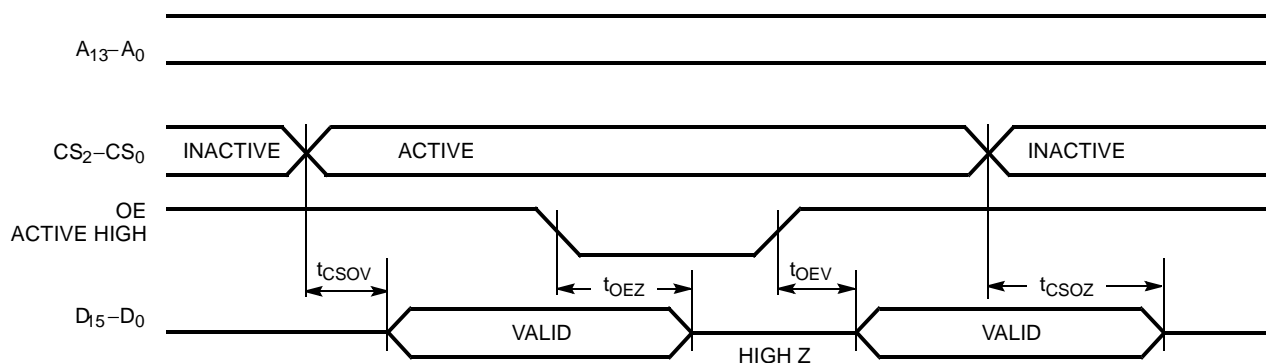 A13–A0
CS2–CS0
INACTIVE
ACTIVE
INACTIVE
OE
ACTIVE HIGH
tCSOV
tOEZ
tOEV
tCSOZ
D15–D0
VALID
HIGH Z
VALID